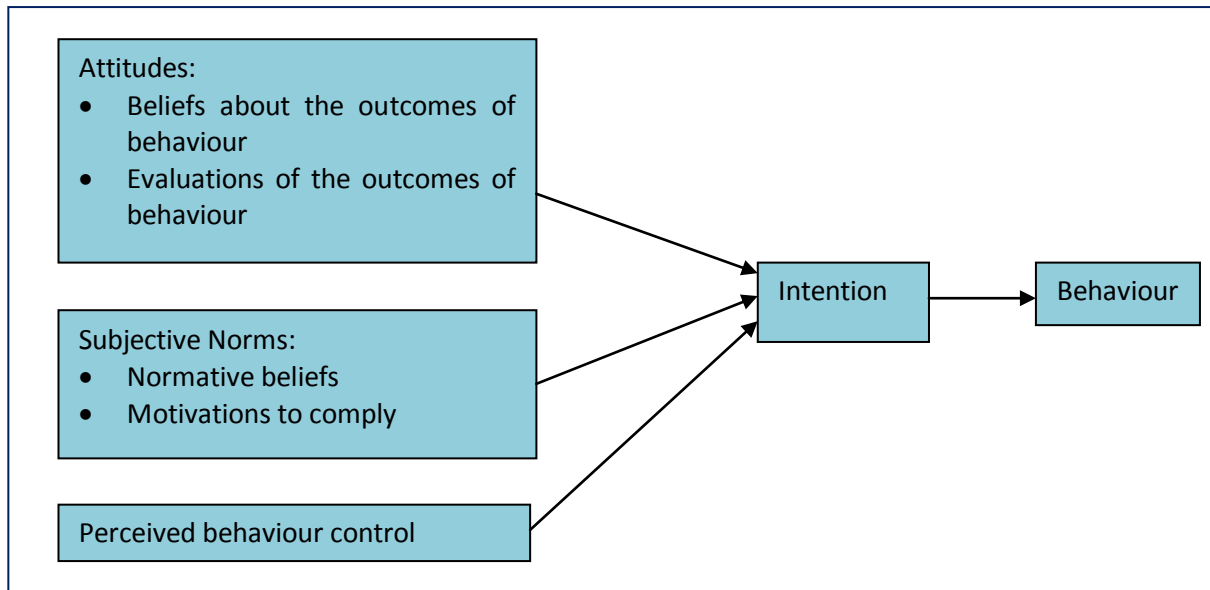 Attitudes:
• Beliefs about the outcomes of
behaviour
• Evaluations of the outcomes of
behaviour
Subjective Norms:
• Normative beliefs
• Motivations to comply
Perceived behaviour control
Intention
Behaviour